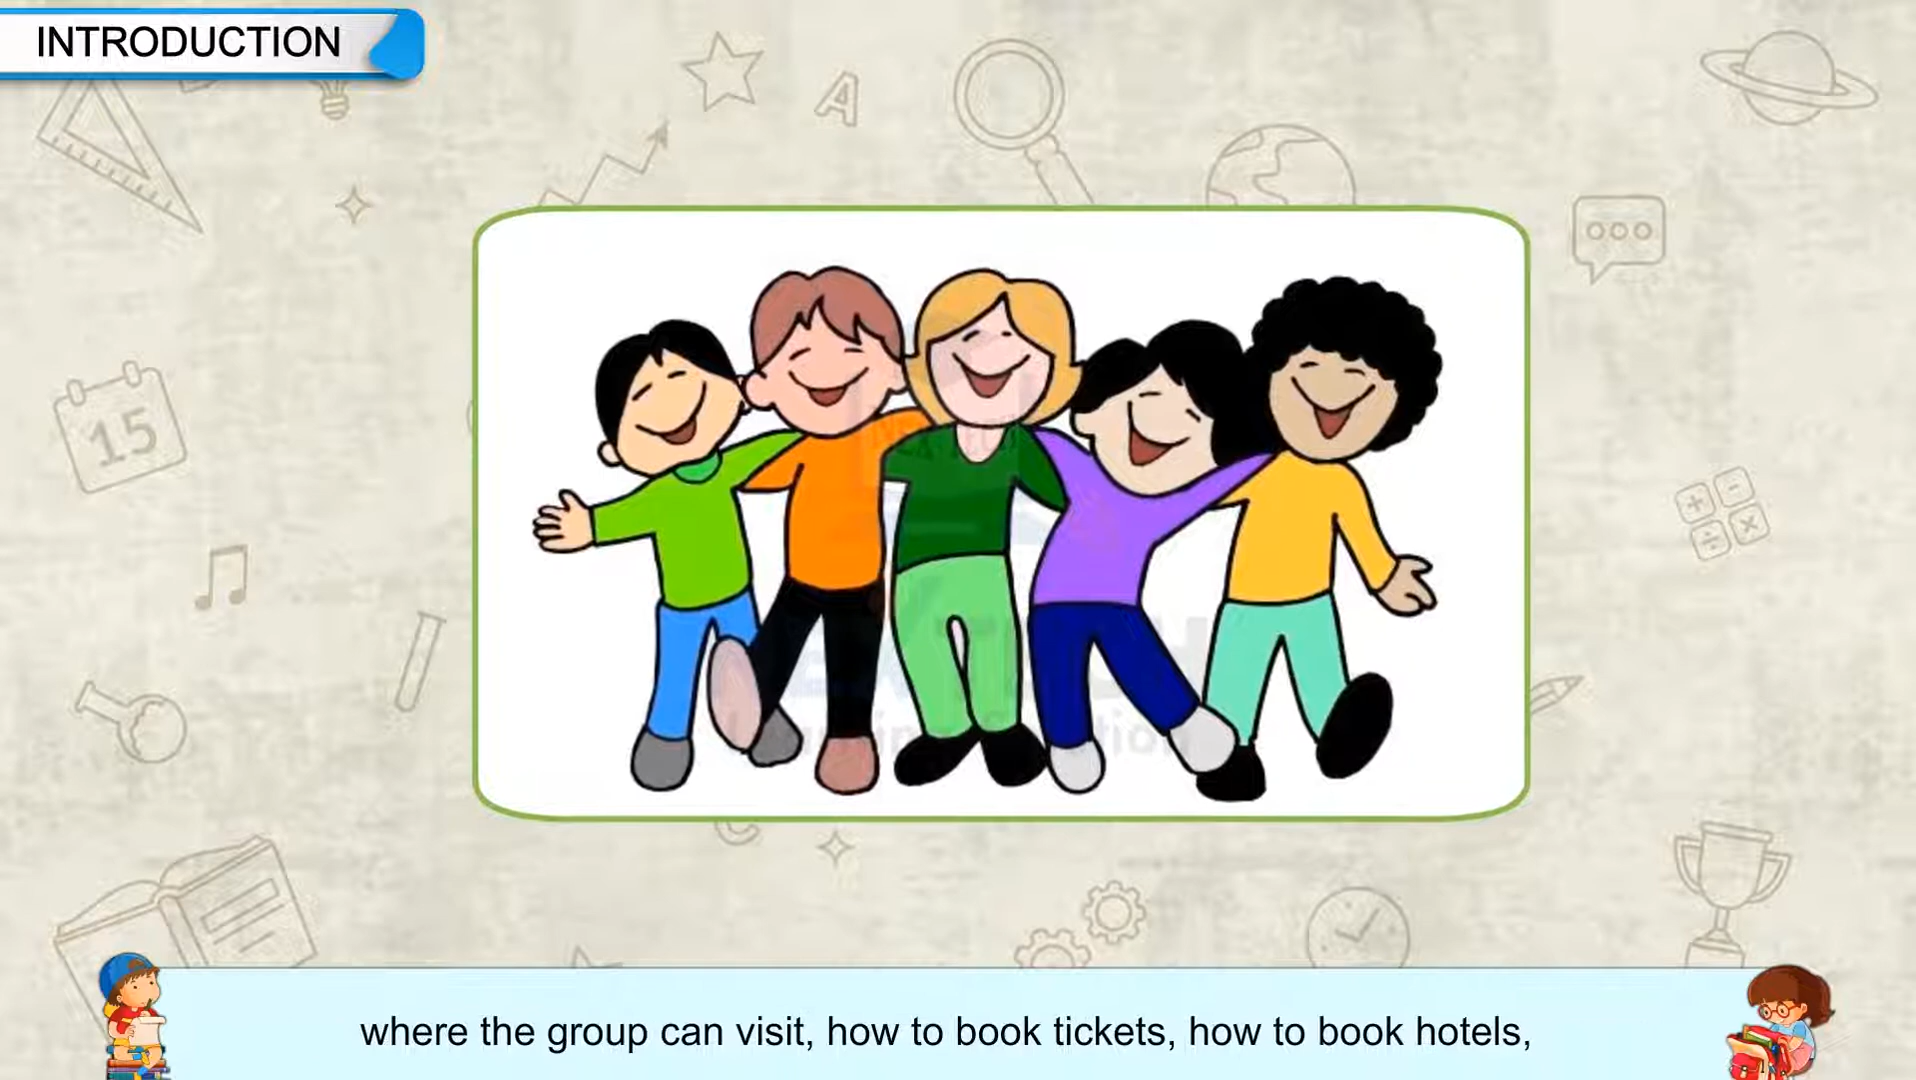 INTRODUCTION
A
15
where the group can visit, how to book tickets, how to book hotels,